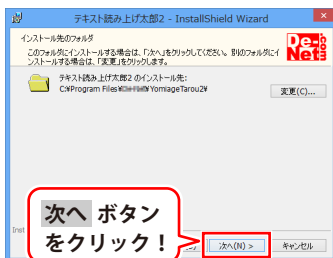 テキスト読み上げ太郎2 - InstallShield Wizard
インストール先のフォルダ
このフォルダにインストールする場合は、「次へ」をクリックしてください。別のフォルダにイ
ンストールする場合は、「変更」をクリックします。
De-
Net
テキスト読み上げ太郎2 のインストール先:
C:¥Program Files¥ ¥YomiageTarou2¥
変更(C)...
次へ ボタン
をクリック！
Inst
次へ(N) >
キャンセル